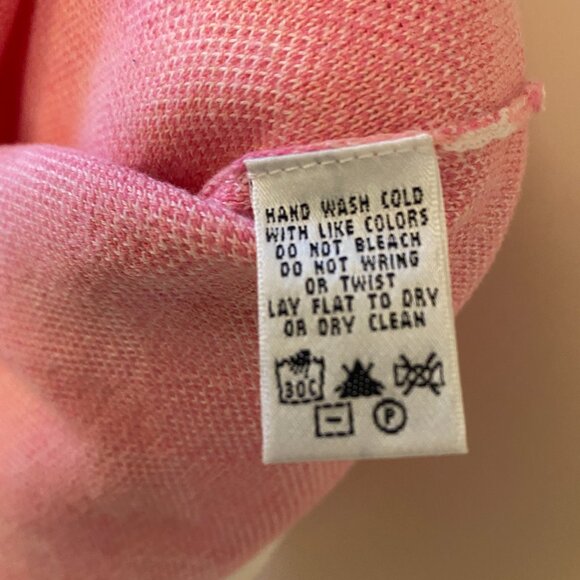 HAND WASH COLD
WITH LIKE COLORS
DO NOT BLEACH
DO NOT WRING
OR TWIST
LAY FLAT TO DRY
OR DRY CLEAN
30C
P